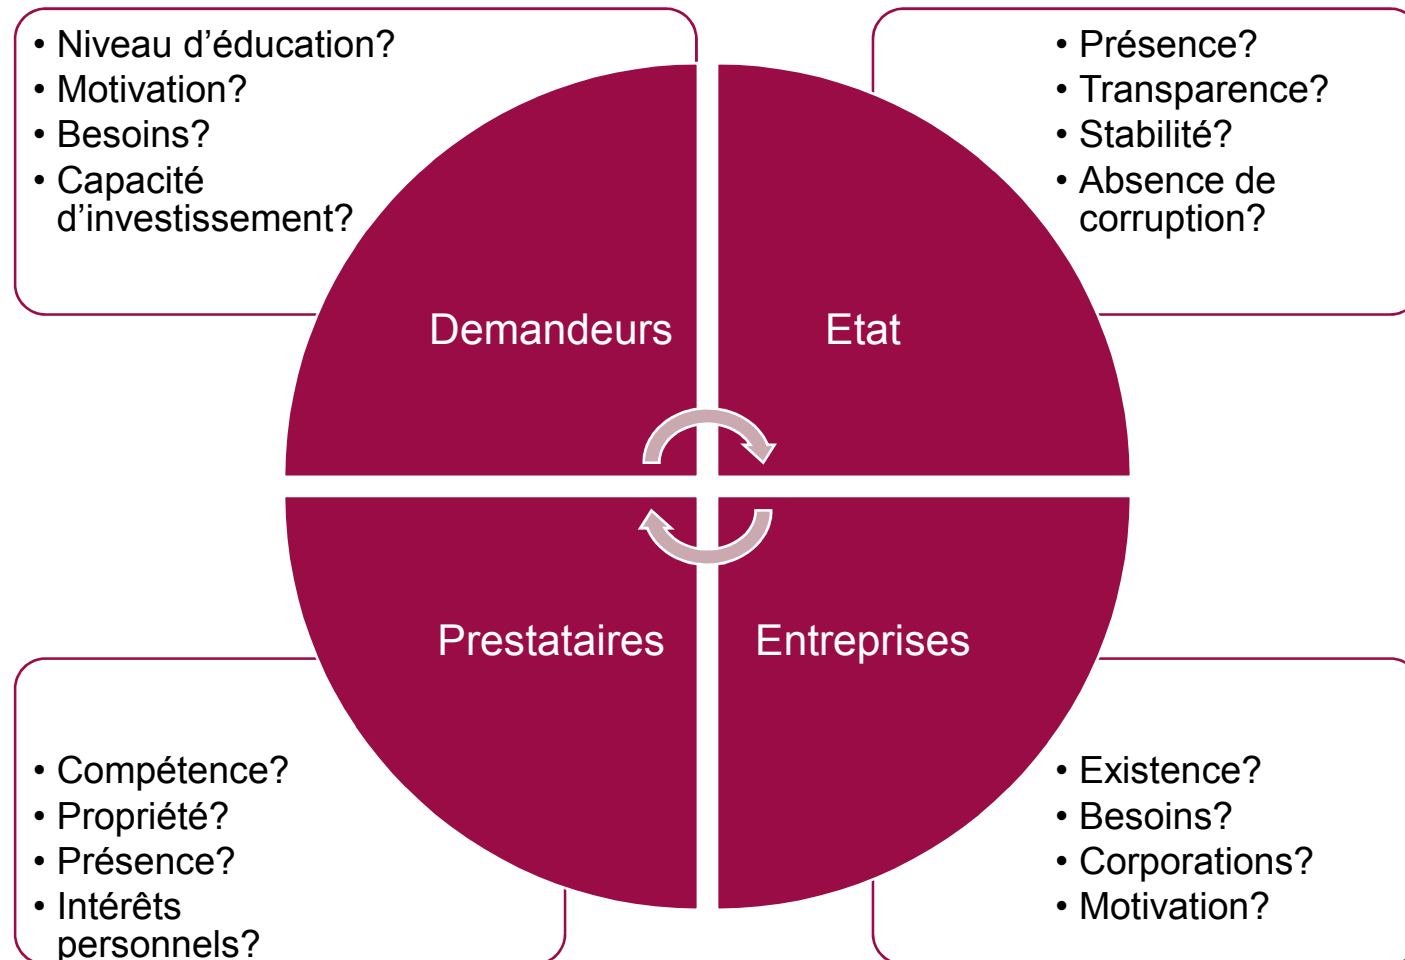 • Niveau d’éducation?
• Motivation?
• Besoins?
• Capacité
d’investissement?
• Présence?
• Transparence?
• Stabilité?
• Absence de
corruption?
Demandeurs
Etat
Prestataires
Entreprises
• Compétence?
• Propriété?
• Présence?
• Intérêts
personnels?
• Existence?
• Besoins?
• Corporations?
• Motivation?